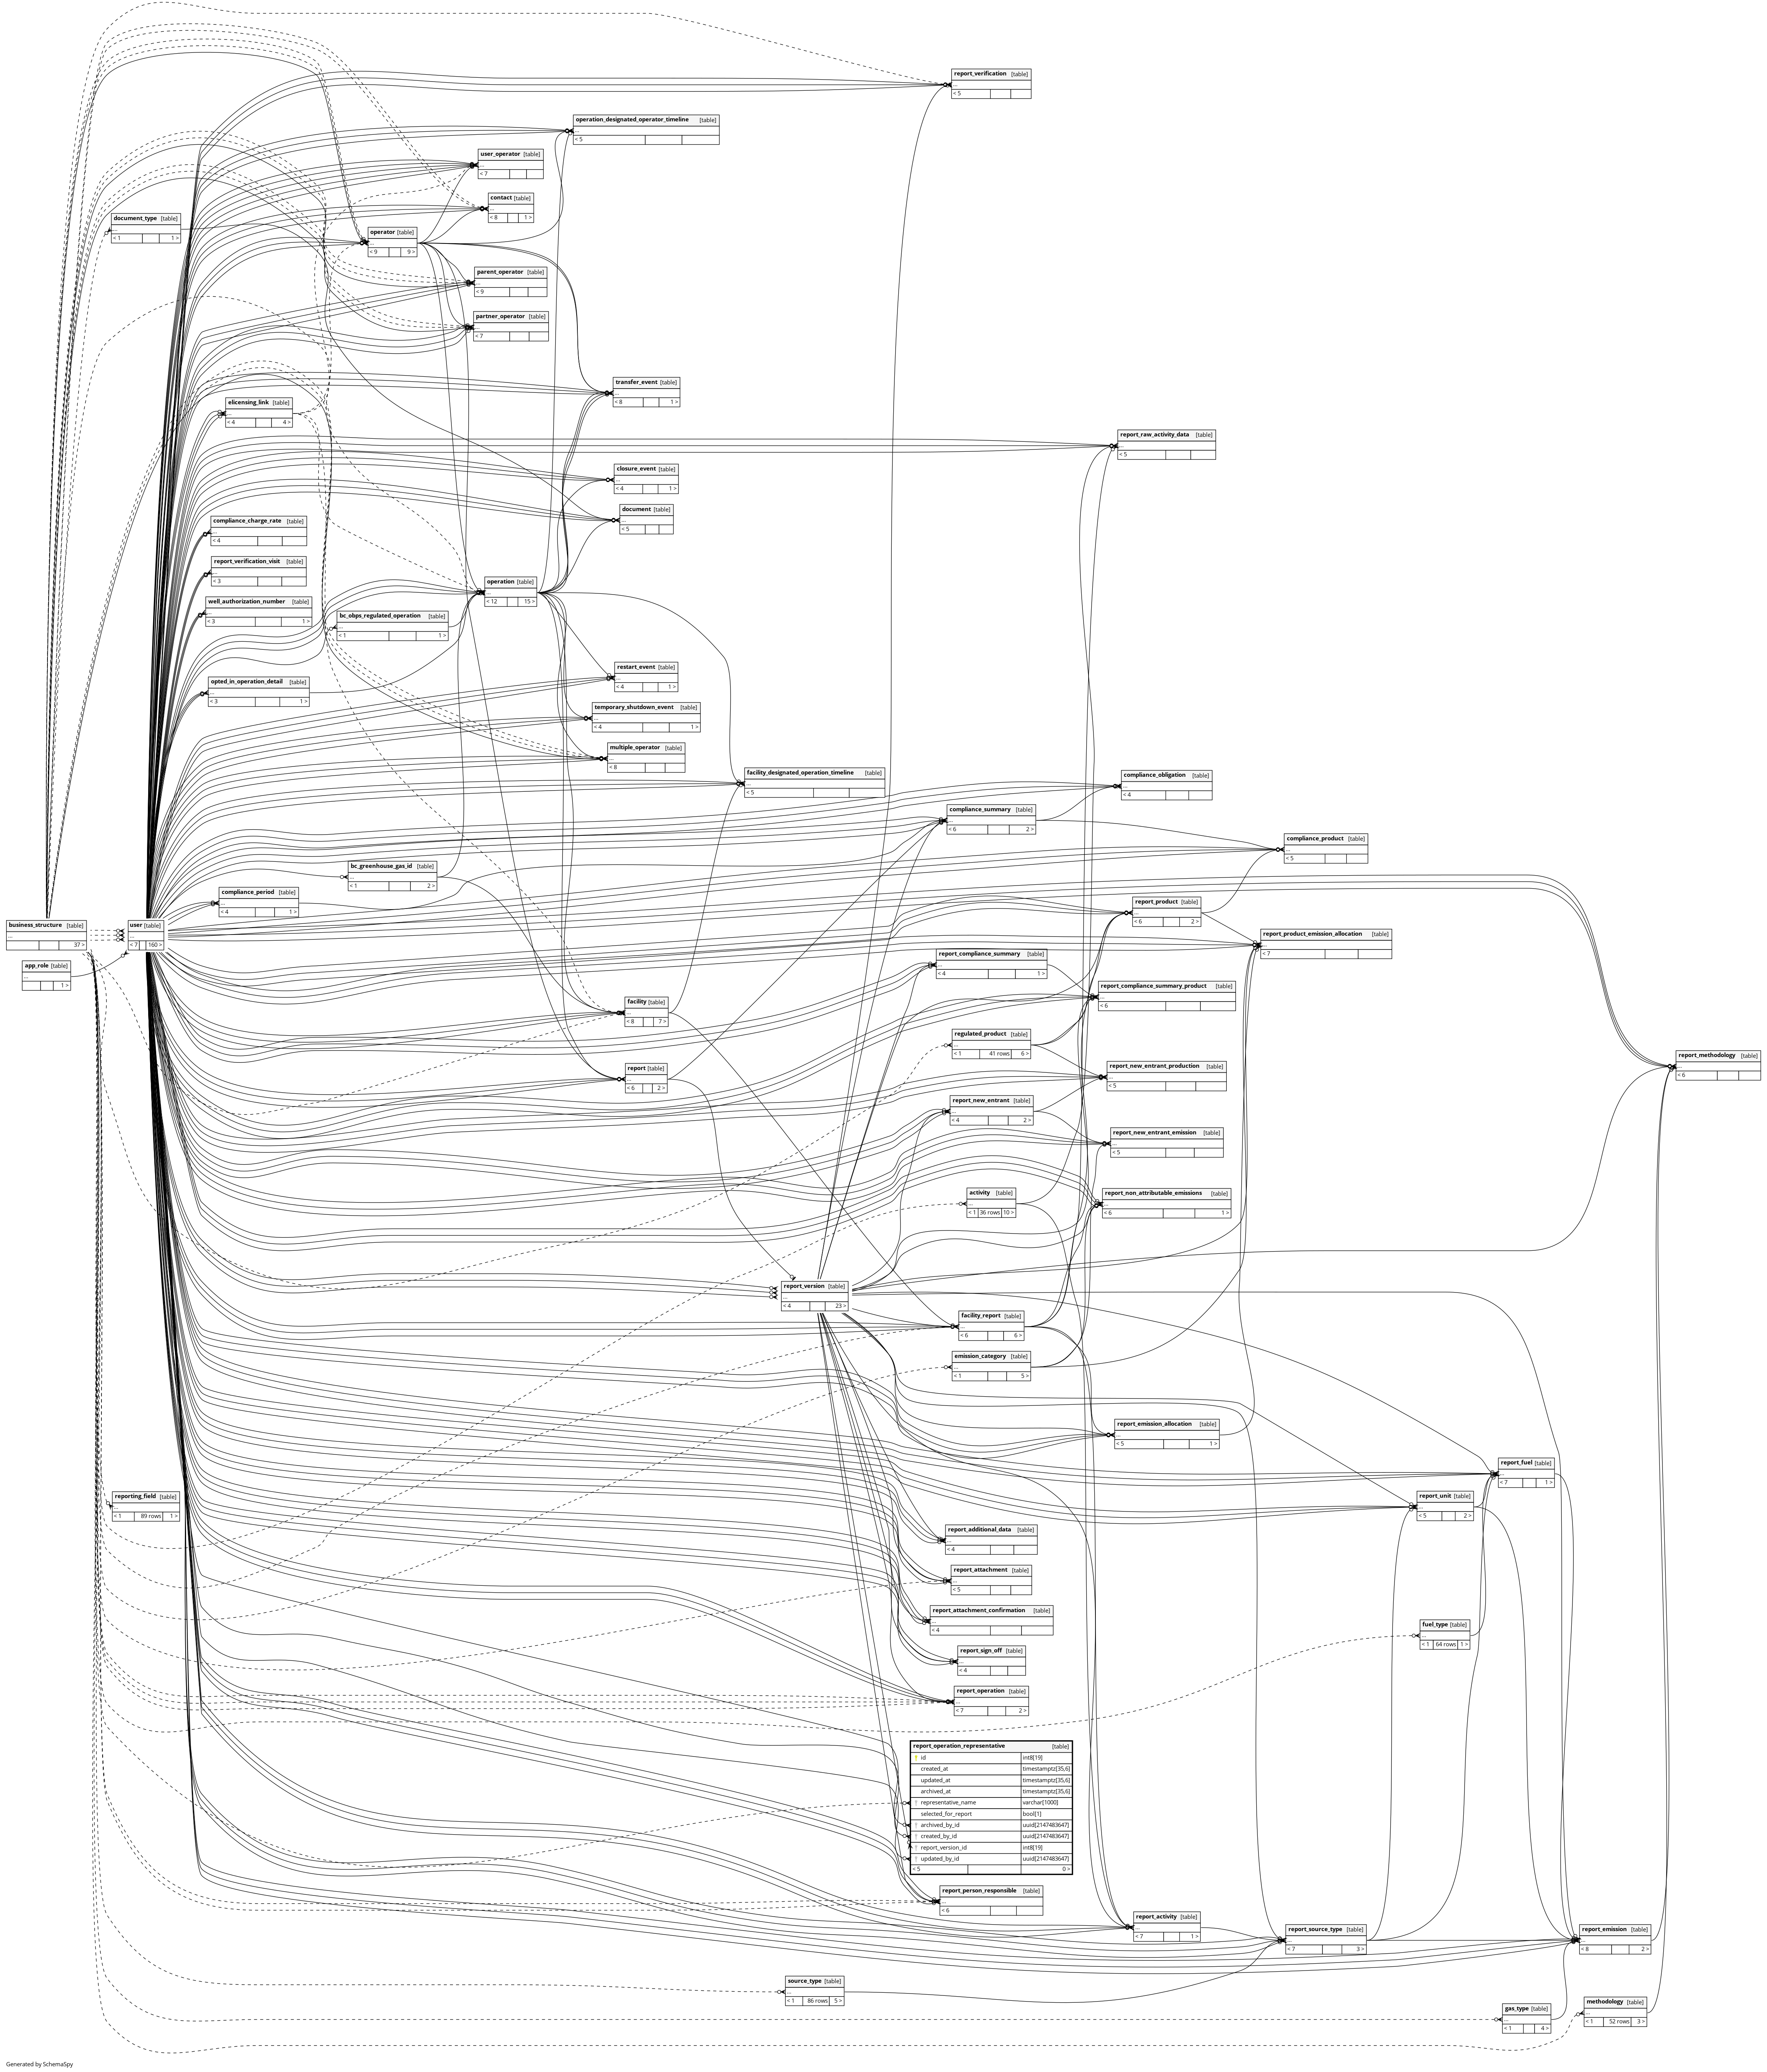 report_verification [table]
...
< 5
operation_designated_operator_timeline [table]
...
< 5
user_operator [table]
...
< 7
contact [table]
...
< 8 1 >
document_type [table]
...
< 1 1 >
operator [table]
...
< 9 9 >
parent_operator [table]
...
< 9
partner_operator [table]
...
< 7
transfer_event [table]
...
< 8 1 >
elicensing_link [table]
...
< 4 4 >
report_raw_activity_data [table]
...
< 5
closure_event [table]
...
< 4 1 >
document [table]
...
< 5
compliance_charge_rate [table]
...
< 4
report_verification_visit [table]
...
< 3
operation [table]
...
< 12 15 >
well_authorization_number [table]
...
< 3 1 >
bc_obps_regulated_operation [table]
...
< 1 1 >
restart_event [table]
...
< 4 1 >
opted_in_operation_detail [table]
...
< 3 1 >
temporary_shutdown_event [table]
...
< 4 1 >
multiple_operator [table]
...
< 8
facility_designated_operation_timeline [table]
...
< 5
compliance_obligation [table]
...
< 4
compliance_summary [table]
...
< 6 2 >
compliance_product [table]
...
< 5
bc_greenhouse_gas_id [table]
...
< 1 2 >
compliance_period [table]
...
< 4 1 >
report_product [table]
...
< 6 2 >
business_structure [table]
...
37 >
user [table]
...
< 7 160 >
report_product_emission_allocation [table]
...
< 7
app_role [table]
...
1 >
report_compliance_summary [table]
...
< 4 1 >
report_compliance_summary_product [table]
...
< 6
facility [table]
...
< 8 7 >
regulated_product [table]
...
< 1 41 rows 6 >
report_methodology [table]
...
< 6
report [table]
...
< 6 2 >
report_new_entrant_production [table]
...
< 5
report_new_entrant [table]
...
< 4 2 >
report_new_entrant_emission [table]
...
< 5
activity [table]
...
< 1 36 rows 10 >
report_non_attributable_emissions [table]
...
< 6 1 >
report_version [table]
...
< 4 23 >
facility_report [table]
...
< 6 6 >
emission_category [table]
...
< 1 5 >
report_emission_allocation [table]
...
< 5 1 >
report_fuel [table]
...
< 7 1 >
reporting_field [table]
...
< 1 89 rows 1 >
report_unit [table]
...
< 5 2 >
report_additional_data [table]
...
< 4
report_attachment [table]
...
< 5
report_attachment_confirmation [table]
...
< 4
fuel_type [table]
...
< 1 64 rows 1 >
report_sign_off [table]
...
< 4
report_operation [table]
...
< 7 2 >
report_operation_representative [table]
id int8[19]
created_at timestamptz[35,6]
updated_at timestamptz[35,6]
archived_at timestamptz[35,6]
representative_name varchar[1000]
selected_for_report bool[1]
archived_by_id uuid[2147483647]
created_by_id uuid[2147483647]
report_version_id int8[19]
updated_by_id uuid[2147483647]
< 5 0 >
report_person_responsible [table]
...
< 6
report_activity [table]
...
< 7 1 >
report_source_type [table]
...
< 7 3 >
report_emission [table]
...
< 8 2 >
source_type [table]
...
< 1 86 rows 5 >
gas_type [table]
...
< 1 4 >
methodology [table]
...
< 1 52 rows 3 >
Generated by SchemaSpy